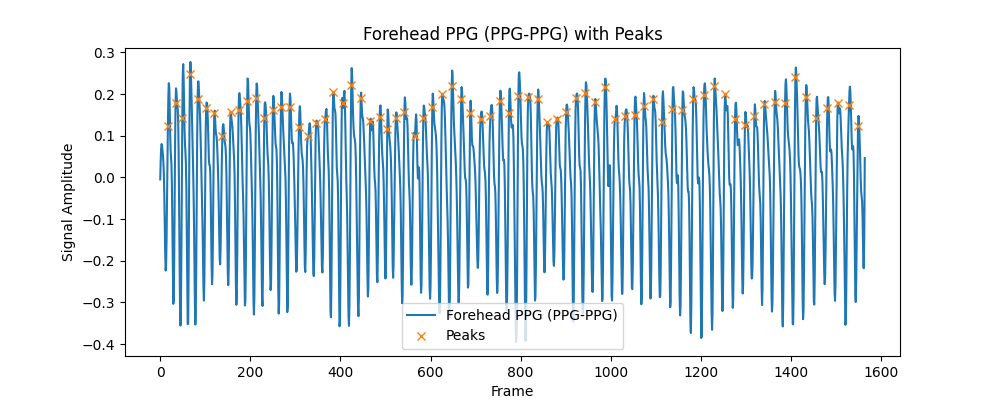 Forehead PPG (PPG-PPG) with Peaks
0.3
0.2
0.1
0.0
−0.1
−0.2
−0.3
−0.4
Signal Amplitude
Forehead PPG (PPG-PPG)
Peaks
0 200 400 600 800 1000 1200 1400 1600
Frame